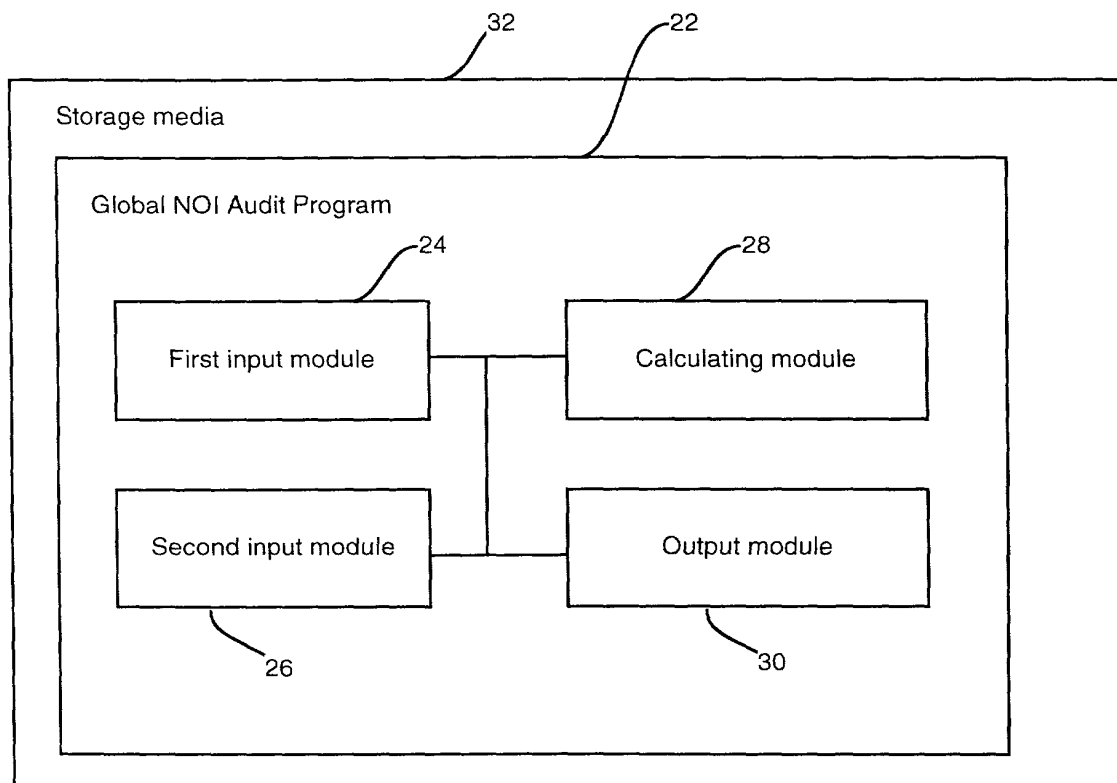 32
22
Storage media
Global NOI Audit Program
24
28
First input module
Calculating module
Second input module
Output module
26
30